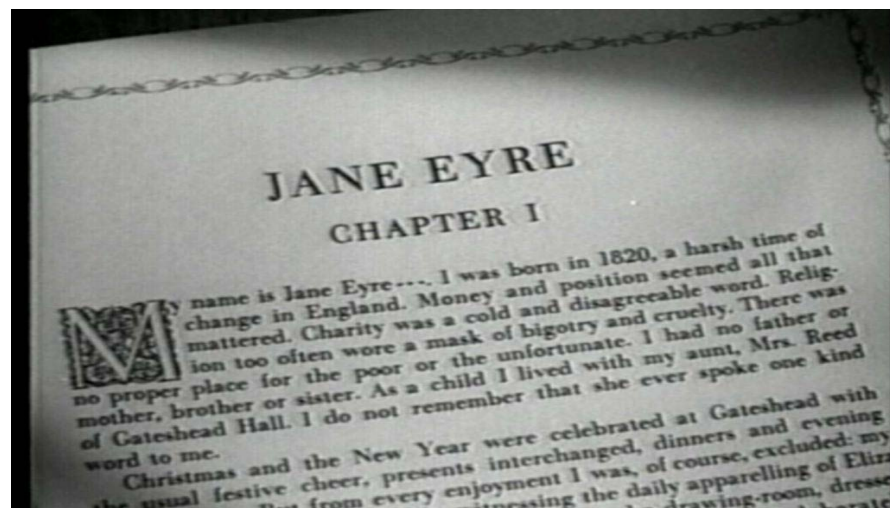 JANE EYRE
CHAPTER I
My name is Jane Eyre---. I was born in 1820, a harsh time of
change in England. Money and position seemed all that
mattered. Charity was a cold and disagreeable word. Relig-
ion too often wore a mask of bigotry and cruelty. There was
no proper place for the poor or the unfortunate. I had no father or
mother, brother or sister. As a child I lived with my aunt, Mrs. Reed
of Gateshead Hall. I do not remember that she ever spoke one kind
word to me.
Christmas and the New Year were celebrated at Gateshead with
the usual festive cheer, presents interchanged, dinners and evening
from every enjoyment I was, of course, excluded: my
witnessing the daily apparelling of Eliza
drawing-room, dresse